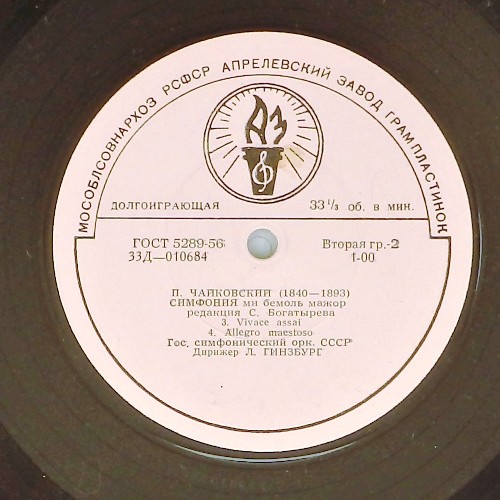 МОСОБЛСОВНАРХОЗ РСФСР АПРЕЛЕВСКИЙ ЗАВОД ГРАМПЛАСТИНОК
АЗ
ДОЛГОИГРАЮЩАЯ 33 1/3 об. в мин.
ГОСТ 5289-56 Вторая гр.-2
33Д—010684 1-00
П. ЧАЙКОВСКИЙ (1840—1893)
СИМФОНИЯ ми бемоль мажор
редакция С. Богатырева
3. Vivace assai
4. Allegro maestoso
Гос. симфонический орк. СССР
Дирижер Л. ГИНЗБУРГ